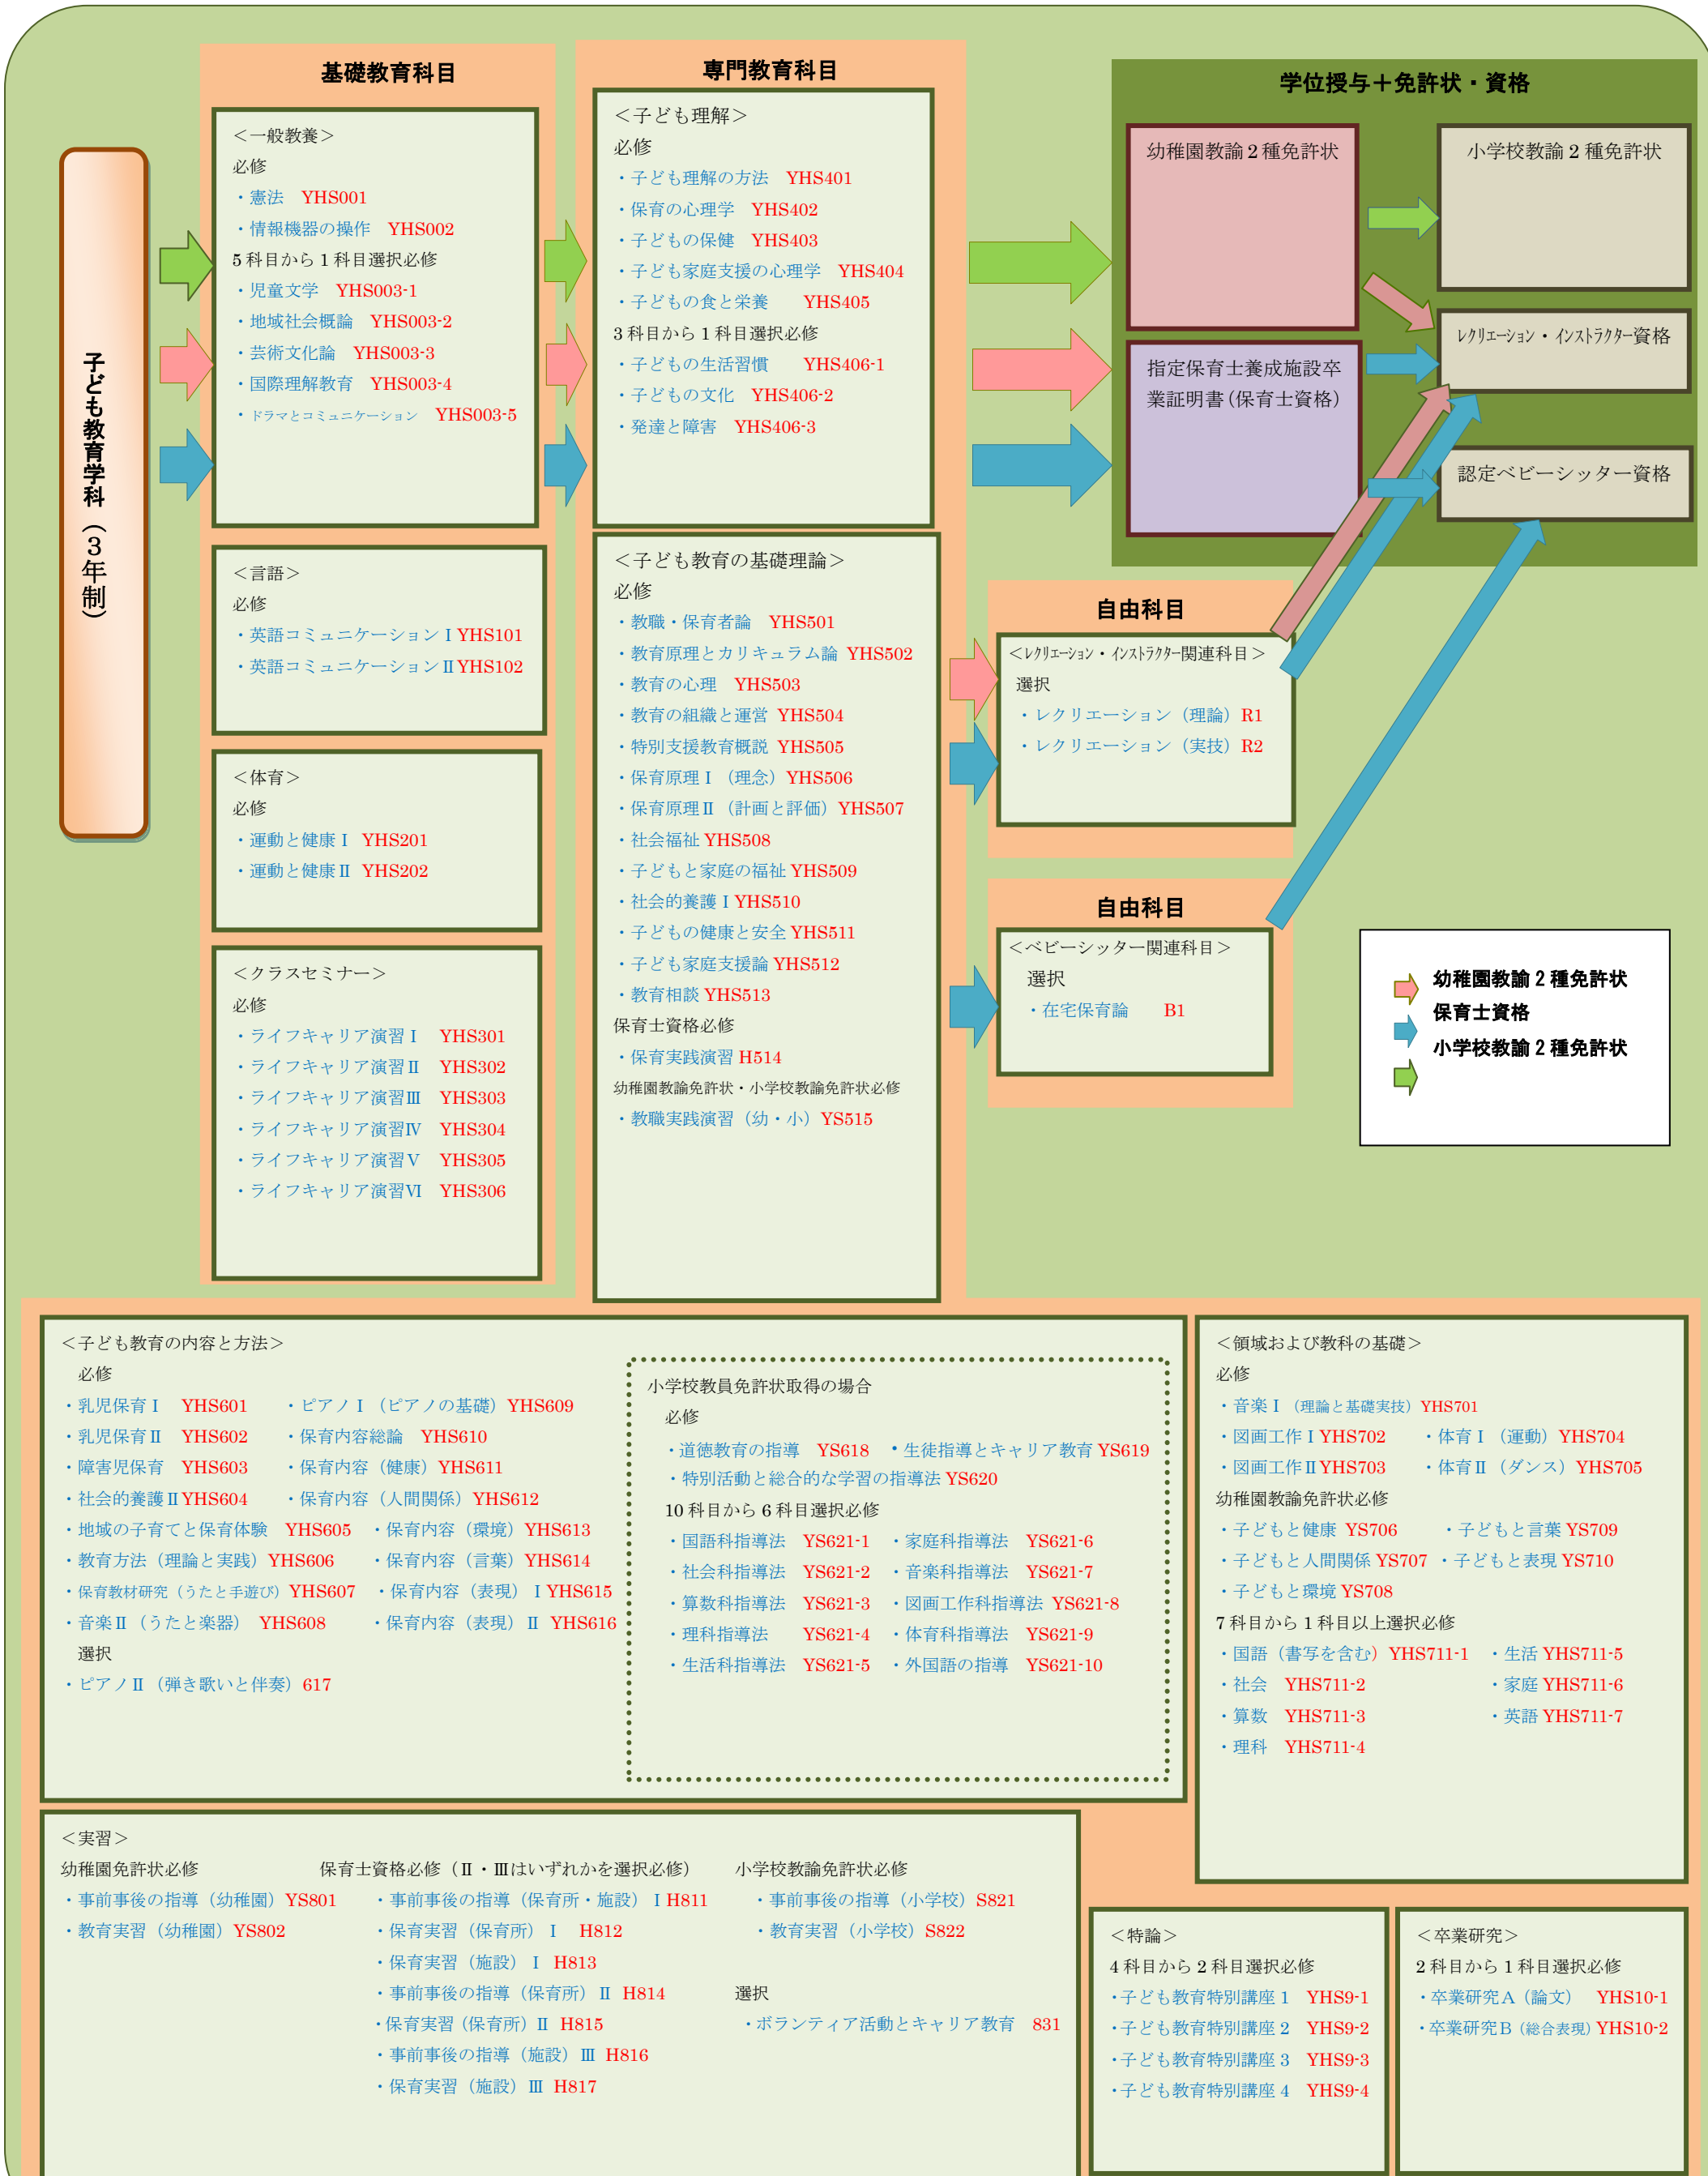 子ども教育学科（３年制）
基礎教育科目
＜一般教養＞
必修
・憲法　YHS001
・情報機器の操作　YHS002
5 科目から 1 科目選択必修
・児童文学　YHS003-1
・地域社会概論　YHS003-2
・芸術文化論　YHS003-3
・国際理解教育　YHS003-4
・ドラマとコミュニケーション　YHS003-5
＜言語＞
必修
・英語コミュニケーションⅠ YHS101
・英語コミュニケーションⅡ YHS102
＜体育＞
必修
・運動と健康Ⅰ　YHS201
・運動と健康Ⅱ　YHS202
＜クラスセミナー＞
必修
・ライフキャリア演習Ⅰ　YHS301
・ライフキャリア演習Ⅱ　YHS302
・ライフキャリア演習Ⅲ　YHS303
・ライフキャリア演習Ⅳ　YHS304
・ライフキャリア演習Ⅴ　YHS305
・ライフキャリア演習Ⅵ　YHS306
専門教育科目
＜子ども理解＞
必修
・子ども理解の方法　YHS401
・保育の心理学　YHS402
・子どもの保健　YHS403
・子ども家庭支援の心理学　YHS404
・子どもの食と栄養　　YHS405
3 科目から 1 科目選択必修
・子どもの生活習慣　　YHS406-1
・子どもの文化　YHS406-2
・発達と障害　YHS406-3
＜子ども教育の基礎理論＞
必修
・教職・保育者論　YHS501
・教育原理とカリキュラム論 YHS502
・教育の心理　YHS503
・教育の組織と運営 YHS504
・特別支援教育概説 YHS505
・保育原理Ⅰ（理念）YHS506
・保育原理Ⅱ（計画と評価）YHS507
・社会福祉 YHS508
・子どもと家庭の福祉 YHS509
・社会的養護Ⅰ YHS510
・子どもの健康と安全 YHS511
・子ども家庭支援論 YHS512
・教育相談 YHS513
保育士資格必修
・保育実践演習 H514
幼稚園教諭免許状・小学校教諭免許状必修
・教職実践演習（幼・小）YS515
学位授与＋免許状・資格
幼稚園教諭 2 種免許状
小学校教諭 2 種免許状
ﾚｸﾘｴｰｼｮﾝ・ｲﾝｽﾄﾗｸﾀｰ資格
指定保育士養成施設卒
業証明書（保育士資格）
認定ベビーシッター資格
自由科目
＜ﾚｸﾘｴｰｼｮﾝ・ｲﾝｽﾄﾗｸﾀｰ関連科目＞
選択
・レクリエーション（理論）R1
・レクリエーション（実技）R2
自由科目
＜ベビーシッター関連科目＞
選択
・在宅保育論　　B1
幼稚園教諭 2 種免許状
保育士資格
小学校教諭 2 種免許状
＜子ども教育の内容と方法＞
必修
・乳児保育Ⅰ　YHS601　・ピアノⅠ（ピアノの基礎）YHS609
・乳児保育Ⅱ　YHS602　・保育内容総論　YHS610
・障害児保育　YHS603　・保育内容（健康）YHS611
・社会的養護Ⅱ YHS604　・保育内容（人間関係）YHS612
・地域の子育てと保育体験　YHS605　・保育内容（環境）YHS613
・教育方法（理論と実践）YHS606　・保育内容（言葉）YHS614
・保育教材研究（うたと手遊び）YHS607　・保育内容（表現）Ⅰ YHS615
・音楽Ⅱ（うたと楽器）　YHS608　・保育内容（表現）Ⅱ　YHS616
選択
・ピアノⅡ（弾き歌いと伴奏）617
小学校教員免許状取得の場合
必修
・道徳教育の指導　YS618　・生徒指導とキャリア教育 YS619
・特別活動と総合的な学習の指導法 YS620
10 科目から 6 科目選択必修
・国語科指導法　YS621-1　・家庭科指導法　YS621-6
・社会科指導法　YS621-2　・音楽科指導法　YS621-7
・算数科指導法　YS621-3　・図画工作科指導法 YS621-8
・理科指導法　　YS621-4　・体育科指導法　YS621-9
・生活科指導法　YS621-5　・外国語の指導　YS621-10
＜領域および教科の基礎＞
必修
・音楽Ⅰ（理論と基礎実技）YHS701
・図画工作Ⅰ YHS702　・体育Ⅰ（運動）YHS704
・図画工作Ⅱ YHS703　・体育Ⅱ（ダンス）YHS705
幼稚園教諭免許状必修
・子どもと健康 YS706　・子どもと言葉 YS709
・子どもと人間関係 YS707　・子どもと表現 YS710
・子どもと環境 YS708
7 科目から 1 科目以上選択必修
・国語（書写を含む）YHS711-1　・生活 YHS711-5
・社会　YHS711-2　・家庭 YHS711-6
・算数　YHS711-3　・英語 YHS711-7
・理科　YHS711-4
＜実習＞
幼稚園免許状必修　保育士資格必修（Ⅱ・Ⅲはいずれかを選択必修）　小学校教諭免許状必修
・事前事後の指導（幼稚園）YS801　・事前事後の指導（保育所・施設）Ⅰ H811　・事前事後の指導（小学校）S821
・教育実習（幼稚園）YS802　・保育実習（保育所）Ⅰ　H812　・教育実習（小学校）S822
・保育実習（施設）Ⅰ H813
・事前事後の指導（保育所）Ⅱ H814　選択
・保育実習（保育所）Ⅱ H815　・ボランティア活動とキャリア教育　831
・事前事後の指導（施設）Ⅲ H816
・保育実習（施設）Ⅲ H817
＜特論＞
4 科目から 2 科目選択必修
・子ども教育特別講座 1　YHS9-1
・子ども教育特別講座 2　YHS9-2
・子ども教育特別講座 3　YHS9-3
・子ども教育特別講座 4　YHS9-4
＜卒業研究＞
2 科目から 1 科目選択必修
・卒業研究Ａ（論文）　YHS10-1
・卒業研究Ｂ（総合表現）YHS10-2